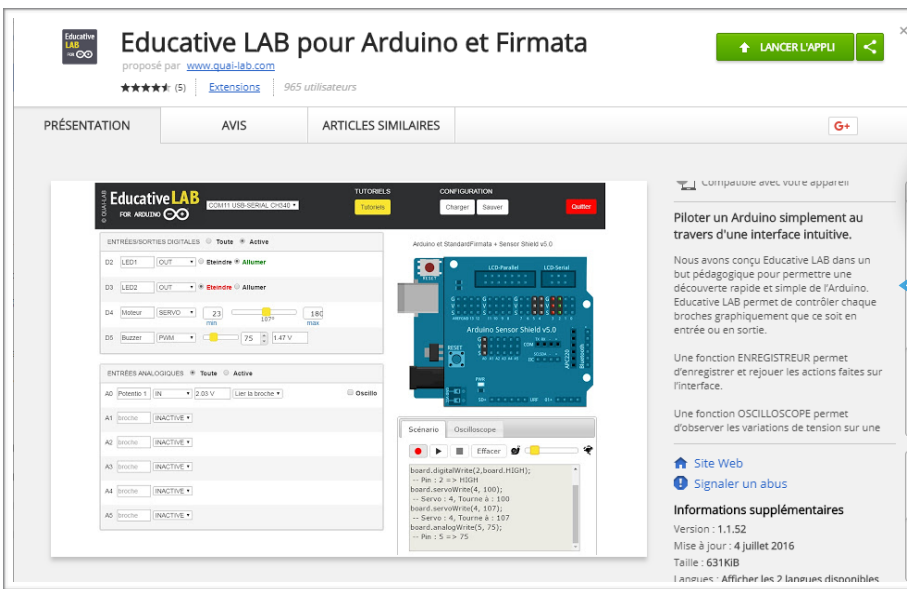 Educative
LAB
FOR
Educative LAB pour Arduino et Firmata
proposé par www.quai-lab.com
(5) Extensions 965 utilisateurs
LANCER L'APPLI
PRÉSENTATION AVIS ARTICLES SIMILAIRES
G+
© QUAI-LAB
EducativeLAB
FOR ARDUINO
COM11 USB-SERIAL CH340
TUTORIELS
Tutoriels
CONFIGURATION
Charger Sauver
Quitter
ENTRÉES/SORTIES DIGITALES Toute Active
D2 LED1 OUT Eteindre Allumer
D3 LED2 OUT Eteindre Allumer
D4 Moteur SERVO 23 107° 180
min max
D5 Buzzer PWM 75 1.47 V
ENTRÉES ANALOGIQUES Toute Active
A0 Potentio 1 IN 2.03 V Lier la broche Oscillo
A1 broche INACTIVE
A2 broche INACTIVE
A3 broche INACTIVE
A4 broche INACTIVE
A5 broche INACTIVE
Arduino et StandardFirmata + Sensor Shield v5.0
RESET
LCD-Parallel LCD-Serial
Arduino Sensor Shield v5.0
RESET
COM
APC220
Bluetooth
PWR
Scénario Oscilloscope
Effacer
board.digitalWrite(2,board.HIGH);
-- Pin : 2 => HIGH
board.servoWrite(4, 100);
-- Servo : 4, Tourne à : 100
board.servoWrite(4, 107);
-- Servo : 4, Tourne à : 107
board.analogWrite(5, 75);
-- Pin : 5 => 75
Compatible avec votre appareil
Piloter un Arduino simplement au
travers d'une interface intuitive.
Nous avons conçu Educative LAB dans un
but pédagogique pour permettre une
découverte rapide et simple de l'Arduino.
Educative LAB permet de contrôler chaque
broches graphiquement que ce soit en
entrée ou en sortie.
Une fonction ENREGISTREUR permet
d'enregistrer et rejouer les actions faites sur
l'interface.
Une fonction OSCILLOSCOPE permet
d'observer les variations de tension sur une
Site Web
Signaler un abus
Informations supplémentaires
Version : 1.1.52
Mise à jour : 4 juillet 2016
Taille : 631KiB
Langues : Afficher les 2 langues disponibles